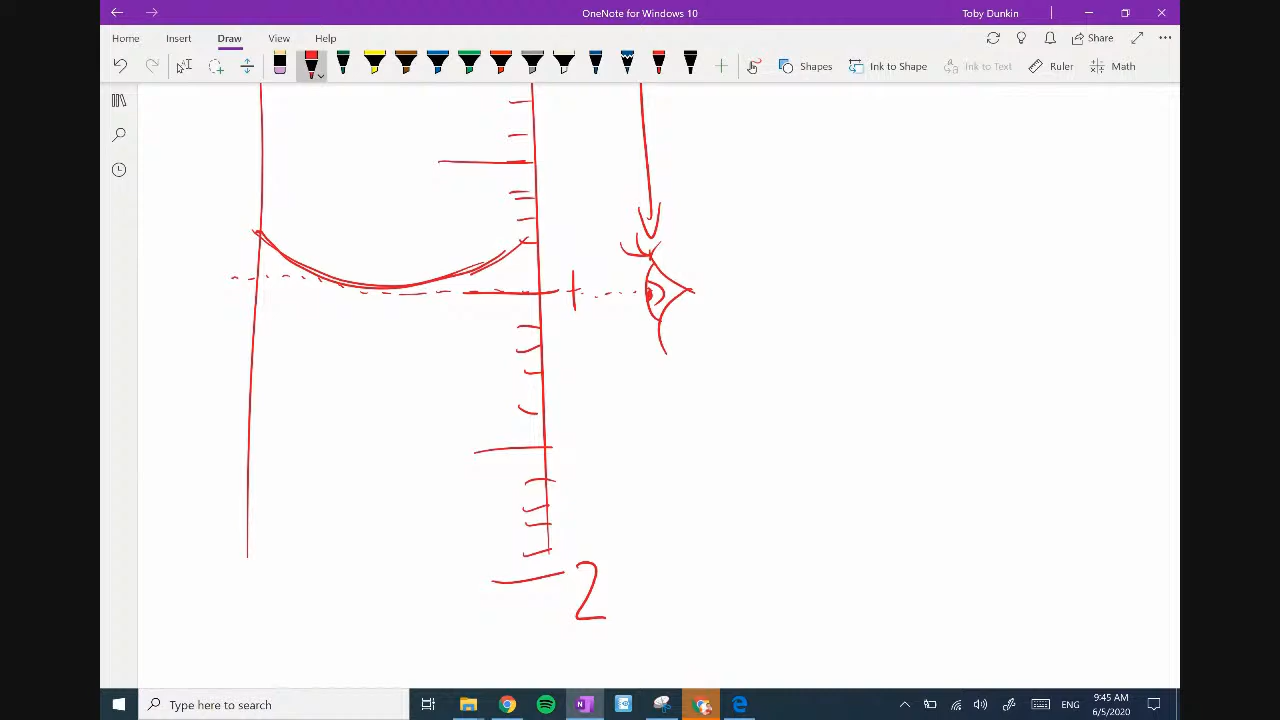 OneNote for Windows 10
Toby Dunkin
Home Insert Draw View Help
Share
Shapes Ink to Shape Ink to Text Ruler Math
1
2
Type here to search
ENG
9:45 AM
6/5/2020